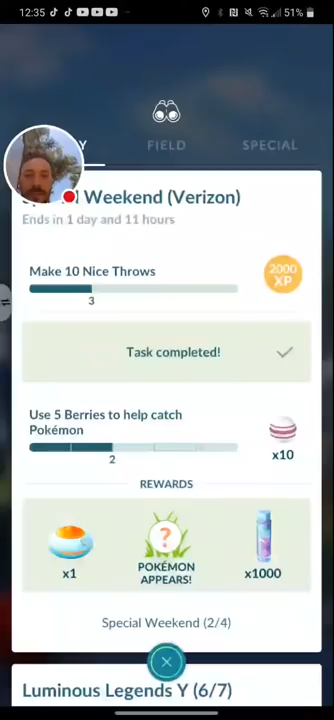 12:35
51%
Y
FIELD
SPECIAL
l Weekend (Verizon)
Ends in 1 day and 11 hours
Make 10 Nice Throws
2000
XP
3
Task completed!
Use 5 Berries to help catch
Pokémon
x10
2
REWARDS
?
x1
POKÉMON
APPEARS!
x1000
Special Weekend (2/4)
Luminous Legends Y (6/7)